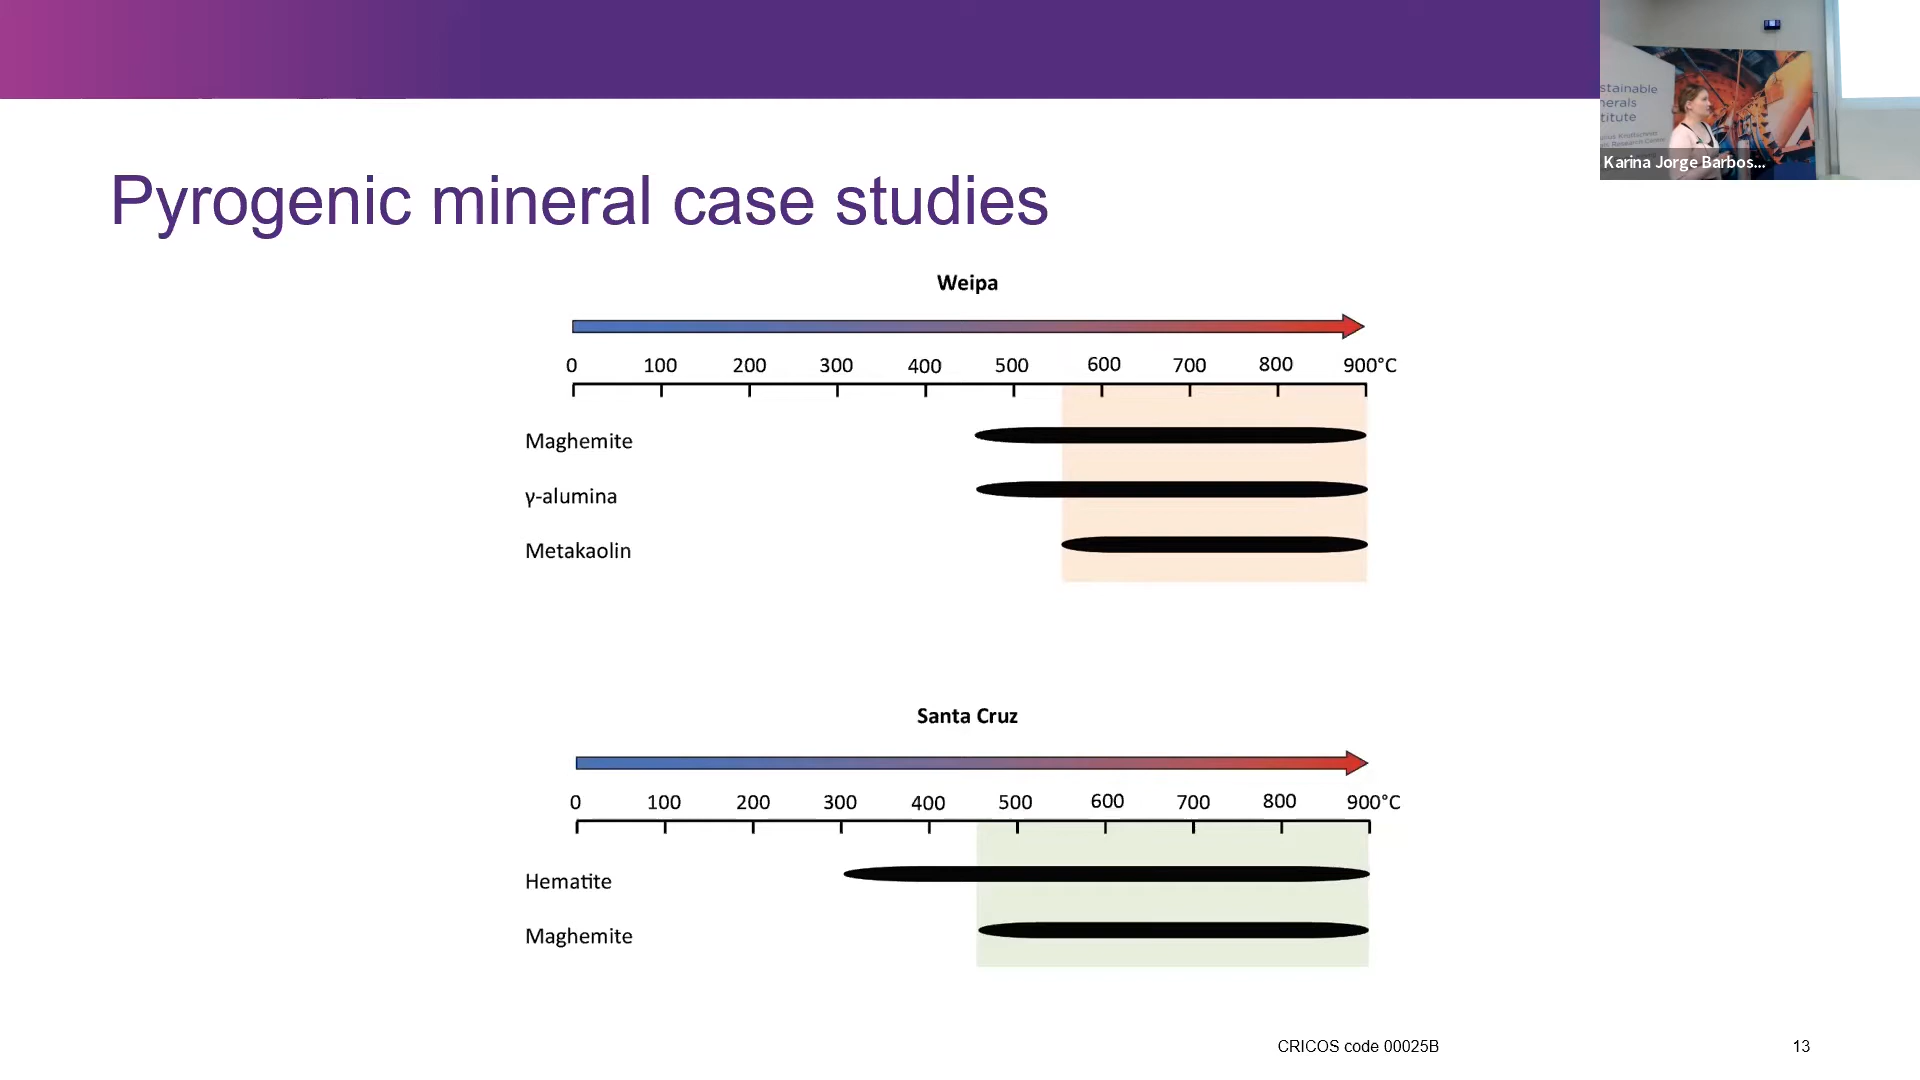 stainable
nerals
titute
Karina Jorge Barbos...
Pyrogenic mineral case studies
Weipa
0 100 200 300 400 500 600 700 800 900°C
Maghemite
γ-alumina
Metakaolin
Santa Cruz
0 100 200 300 400 500 600 700 800 900°C
Hematite
Maghemite
CRICOS code 00025B
13